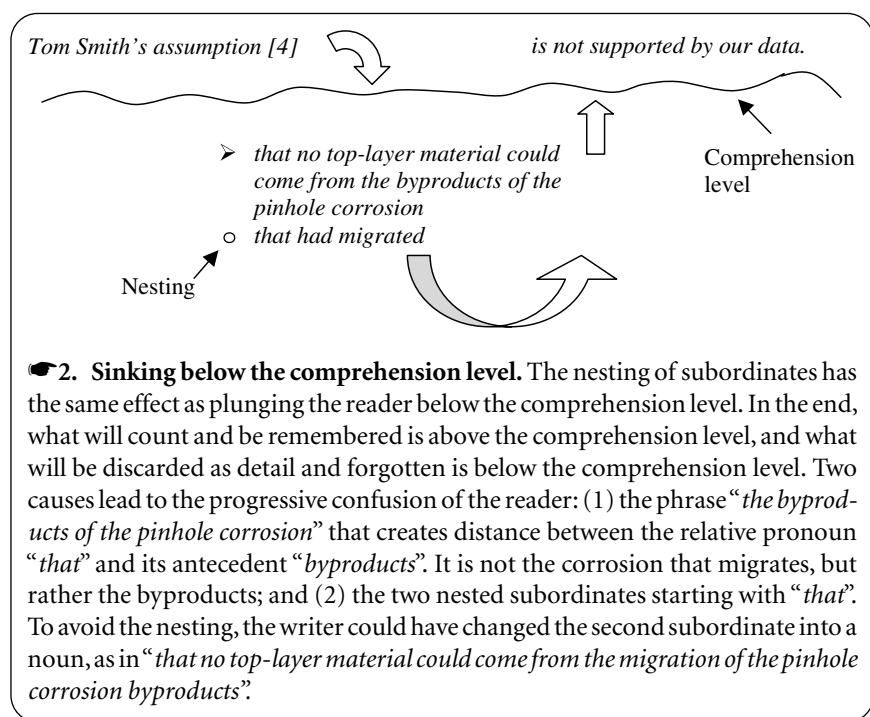 Tom Smith's assumption [4] is not supported by our data.
➢ that no top-layer material could
come from the byproducts of the
pinhole corrosion
○ that had migrated
Comprehension
level
Nesting
☛2. Sinking below the comprehension level. The nesting of subordinates has
the same effect as plunging the reader below the comprehension level. In the end,
what will count and be remembered is above the comprehension level, and what
will be discarded as detail and forgotten is below the comprehension level. Two
causes lead to the progressive confusion of the reader: (1) the phrase “the byprod-
ucts of the pinhole corrosion” that creates distance between the relative pronoun
“that” and its antecedent “byproducts”. It is not the corrosion that migrates, but
rather the byproducts; and (2) the two nested subordinates starting with “that”.
To avoid the nesting, the writer could have changed the second subordinate into a
noun, as in “that no top-layer material could come from the migration of the pinhole
corrosion byproducts”.